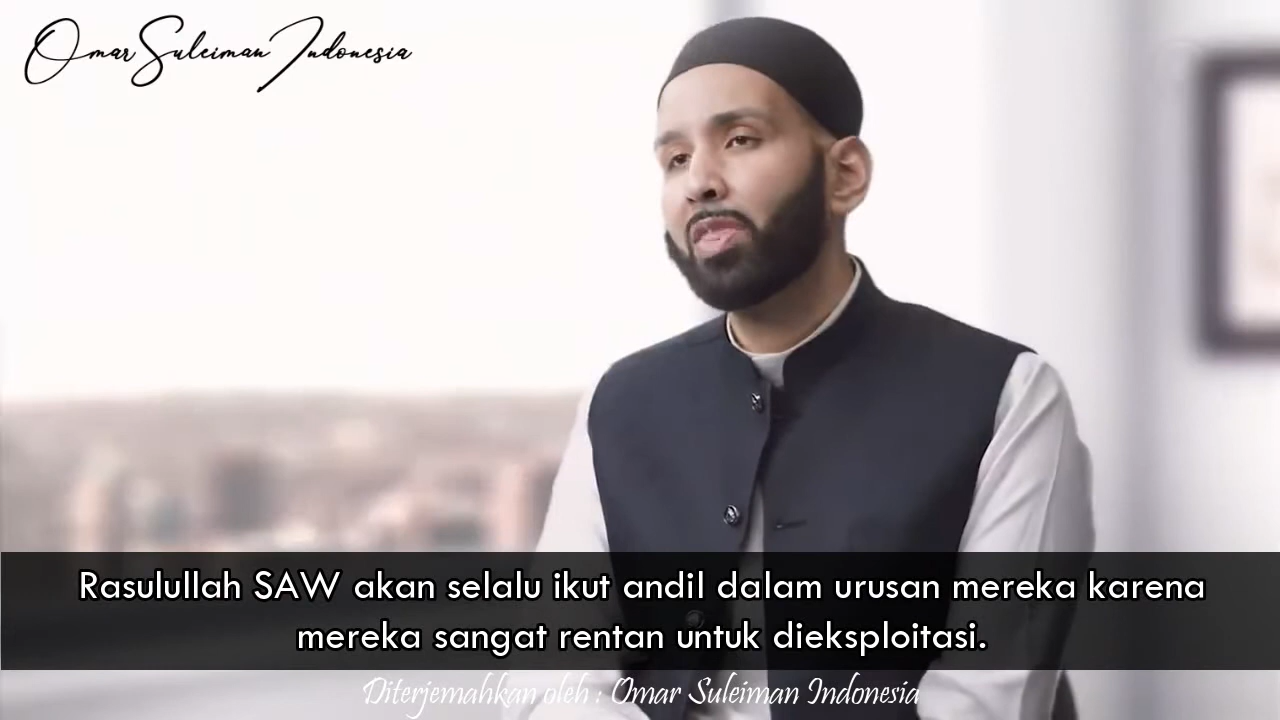 Omar Suleiman Indonesia
Rasulullah SAW akan selalu ikut andil dalam urusan mereka karena
mereka sangat rentan untuk dieksploitasi.
Diterjemahkan oleh : Omar Suleiman Indonesia